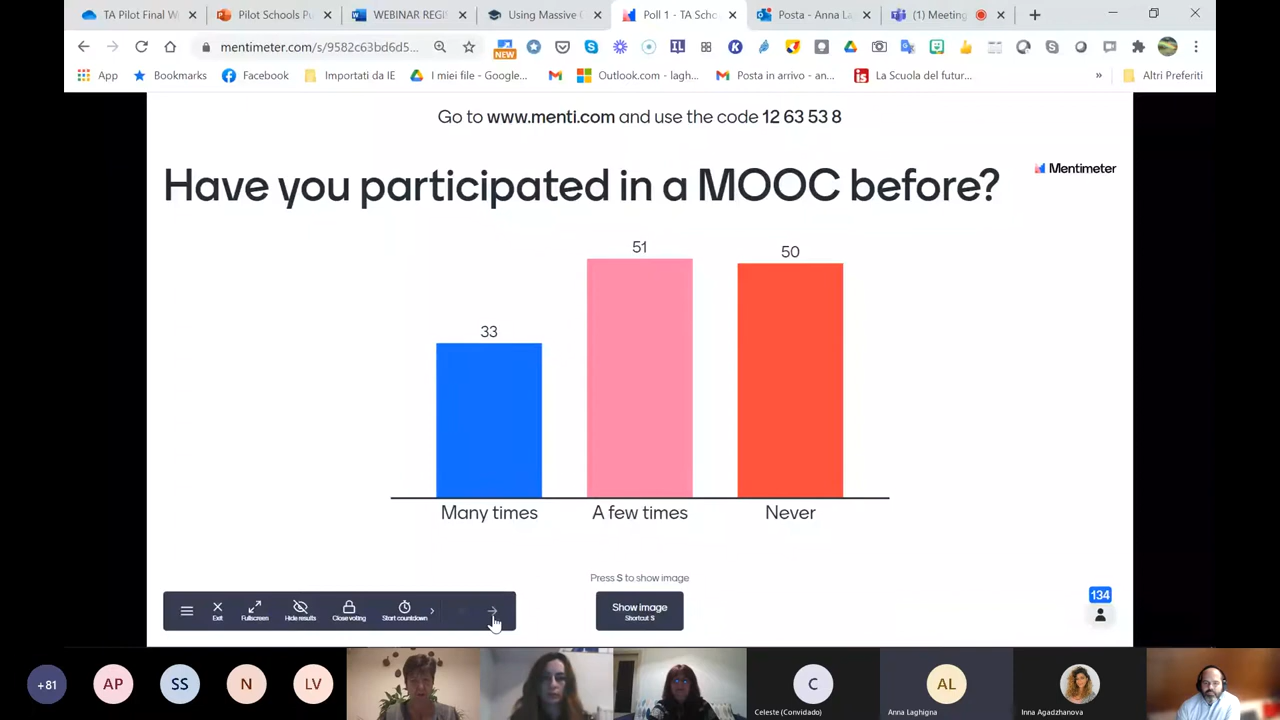 TA Pilot Final W
Pilot Schools Pu
WEBINAR REGIS
Using Massive
Poll 1 - TA Scho
Posta - Anna La
(1) Meeting
mentimeter.com/s/9582c63bd6d5...
NEW
App
Bookmarks
Facebook
Importati da IE
I miei file - Google...
Outlook.com - lagh...
Posta in arrivo - an...
La Scuola del futur...
»
Altri Preferiti
Go to www.menti.com and use the code 12 63 53 8
Have you participated in a MOOC before?
Mentimeter
33
51
50
Many times
A few times
Never
Press S to show image
Show image
Shortcut S
Exit
Fullscreen
Hide results
Close voting
Start countdown
134
+81
AP
SS
N
LV
C
Celeste (Convidado)
AL
Anna Laghigna
Inna Agadzhanova